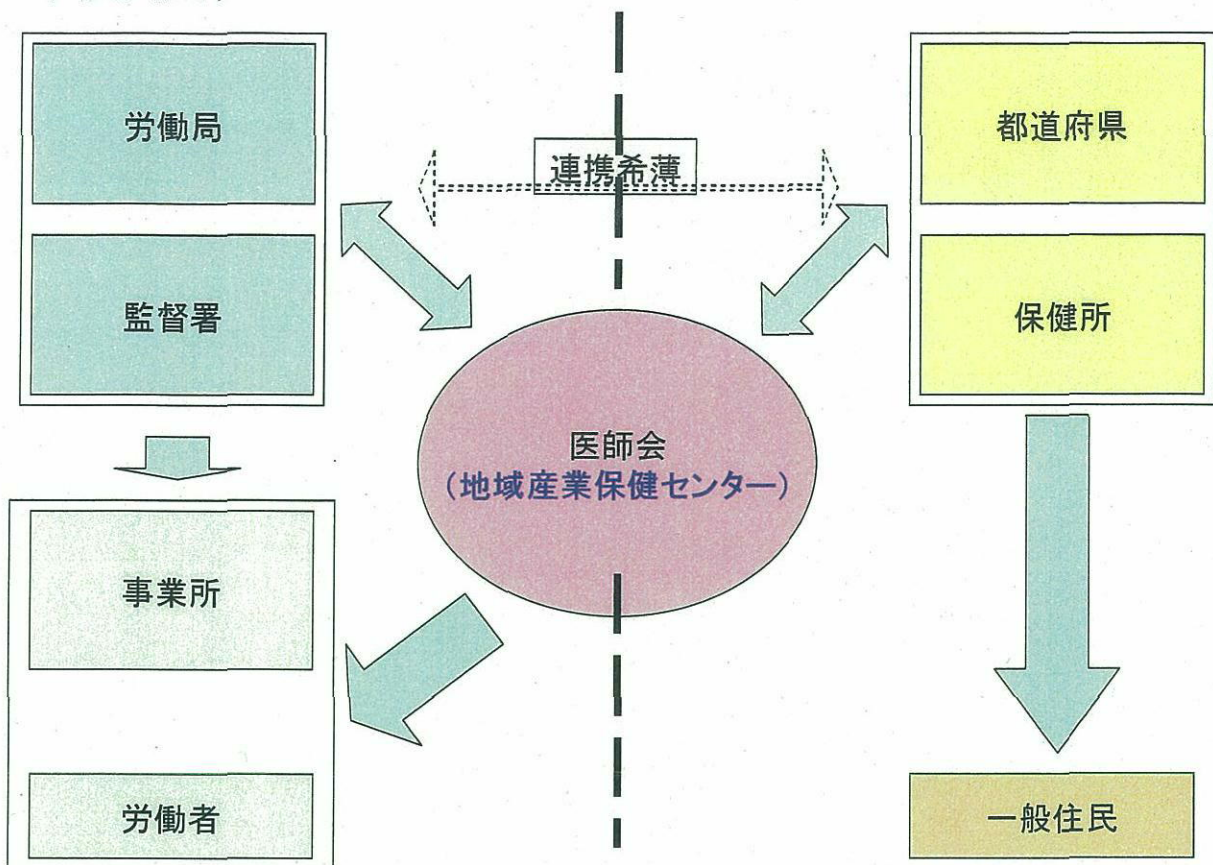 労働局
連携希薄
都道府県
監督署
保健所
医師会
(地域産業保健センター)
事業所
労働者
一般住民